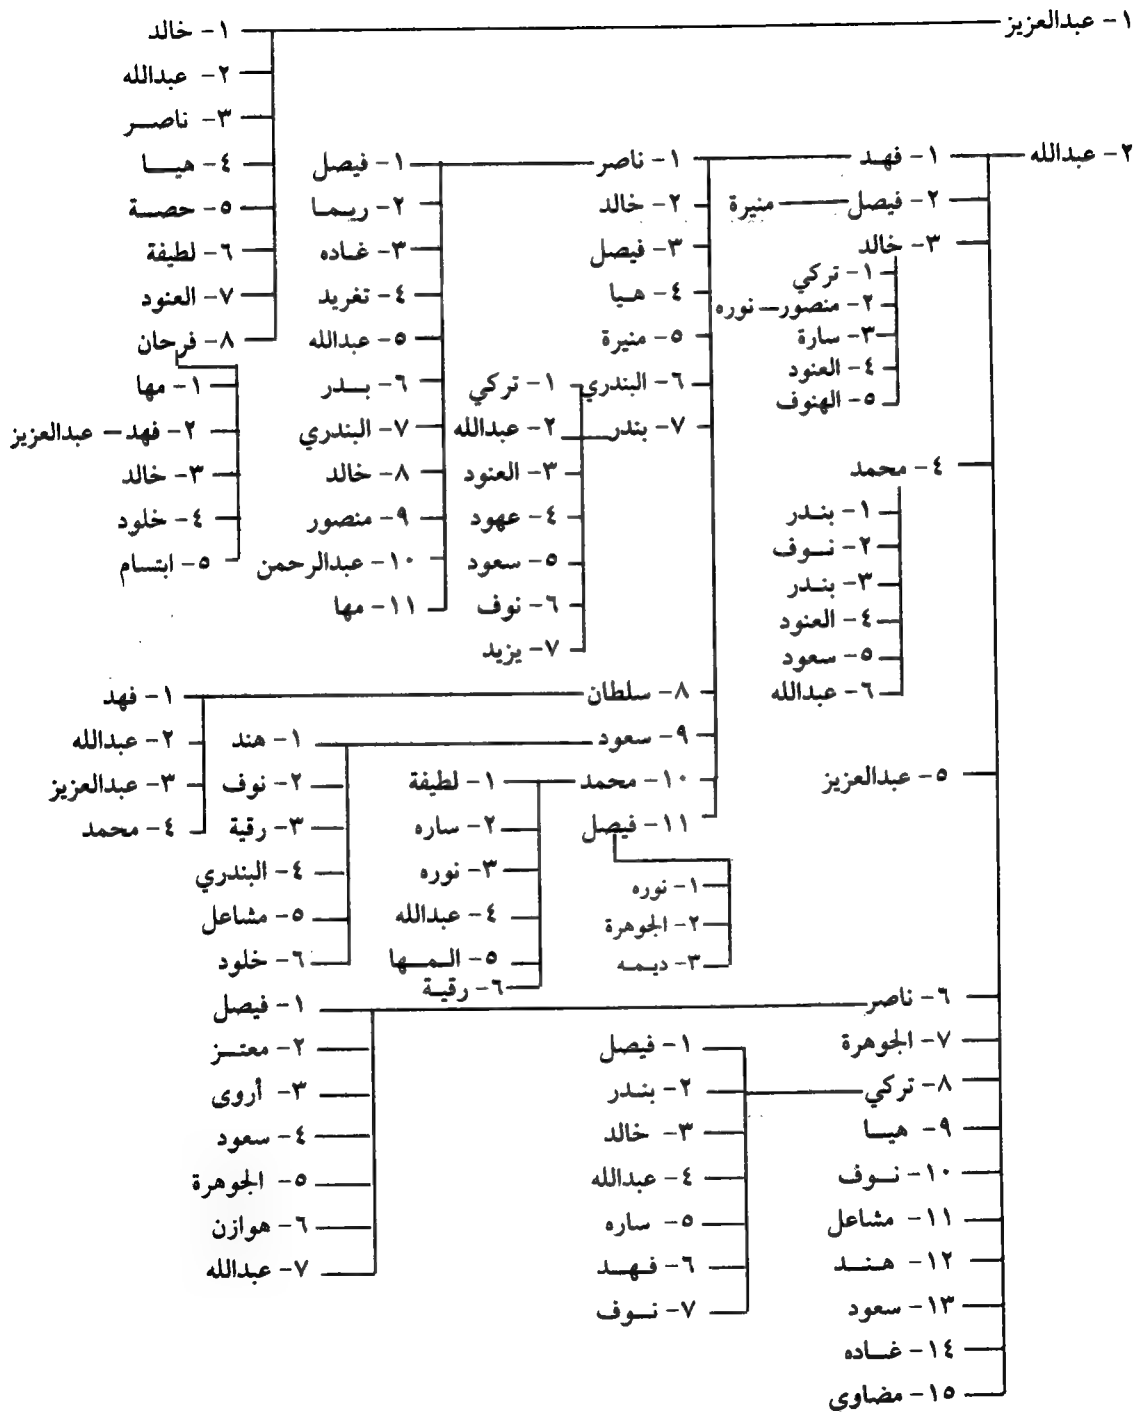 ١- عبدالعزيز ١- خالد
٢- عبدالله
٣- ناصر
٤- هيا
٥- حصة
٦- لطيفة
٧- العنود
٨- فرحان
١- مها
٢- فهد عبدالعزيز
٣- خالد
٤- خلود
٥- ابتسام
٢- عبدالله ١- فهد ١- ناصر ١- فيصل
٢- ريما
٣- غاده
٤- تغريد
٥- عبدالله
٦- بدر
٧- البندري
٨- خالد
٩- منصور
١٠- عبدالرحمن
١١- مها
٢- خالد
٣- فيصل
٤- هيا
٥- منيرة
٦- البندري
٧- بندر
١- تركي
٢- عبدالله
٣- العنود
٤- عهود
٥- سعود
٦- نوف
٧- يزيد
٨- سلطان ١- فهد
٢- عبدالله
٣- عبدالعزيز
٤- محمد
٩- سعود ١- هند
٢- نوف
٣- رقية
٤- البندري
٥- مشاعل
٦- خلود
١٠- محمد ١- لطيفة
٢- ساره
٣- نوره
٤- عبدالله
٥- المها
٦- رقية
١١- فيصل
١- نوره
٢- الجوهرة
٣- ديمه
٢- فيصل منيرة
٣- خالد
١- تركي
٢- منصور نوره
٣- سارة
٤- العنود
٥- الهنوف
٤- محمد
١- بندر
٢- نوف
٣- بندر
٤- العنود
٥- سعود
٦- عبدالله
٥- عبدالعزيز
٦- ناصر ١- فيصل
٢- معتز
٣- أروى
٤- سعود
٥- الجوهرة
٦- هوازن
٧- عبدالله
٧- الجوهرة
٨- تركي
١- فيصل
٢- بندر
٣- خالد
٤- عبدالله
٥- ساره
٦- فهد
٧- نوف
٩- هيا
١٠- نوف
١١- مشاعل
١٢- هند
١٣- سعود
١٤- غاده
١٥- مضاوى